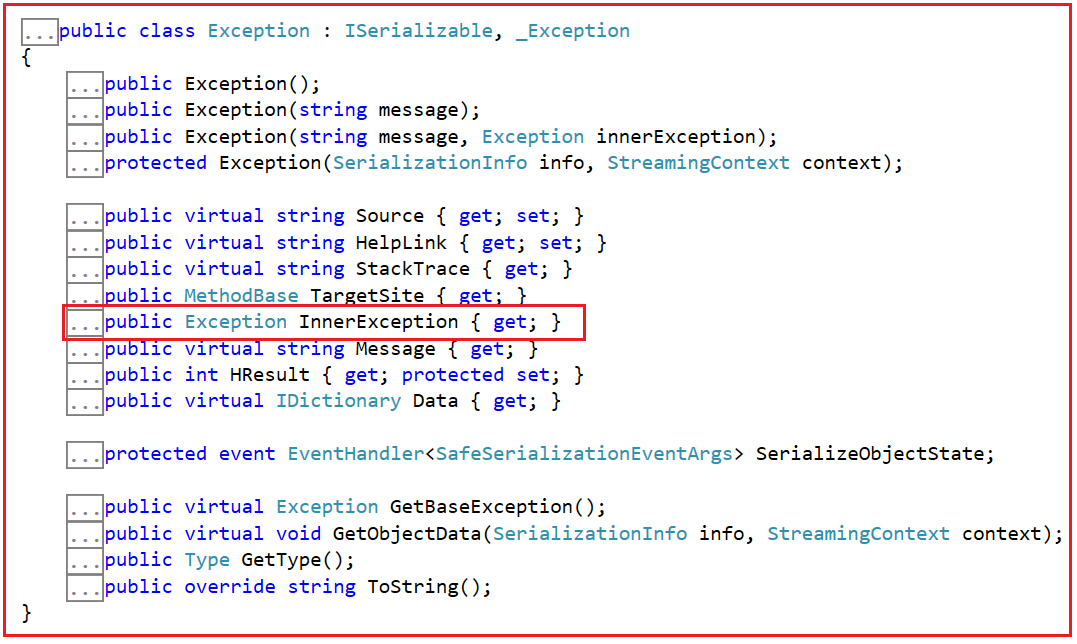 ...public class Exception : ISerializable, _Exception
{
...public Exception();
...public Exception(string message);
...public Exception(string message, Exception innerException);
...protected Exception(SerializationInfo info, StreamingContext context);
...public virtual string Source { get; set; }
...public virtual string HelpLink { get; set; }
...public virtual string StackTrace { get; }
...public MethodBase TargetSite { get; }
...public Exception InnerException { get; }
...public virtual string Message { get; }
...public int HResult { get; protected set; }
...public virtual IDictionary Data { get; }
...protected event EventHandler<SafeSerializationEventArgs> SerializeObjectState;
...public virtual Exception GetBaseException();
...public virtual void GetObjectData(SerializationInfo info, StreamingContext context);
...public Type GetType();
...public override string ToString();
}